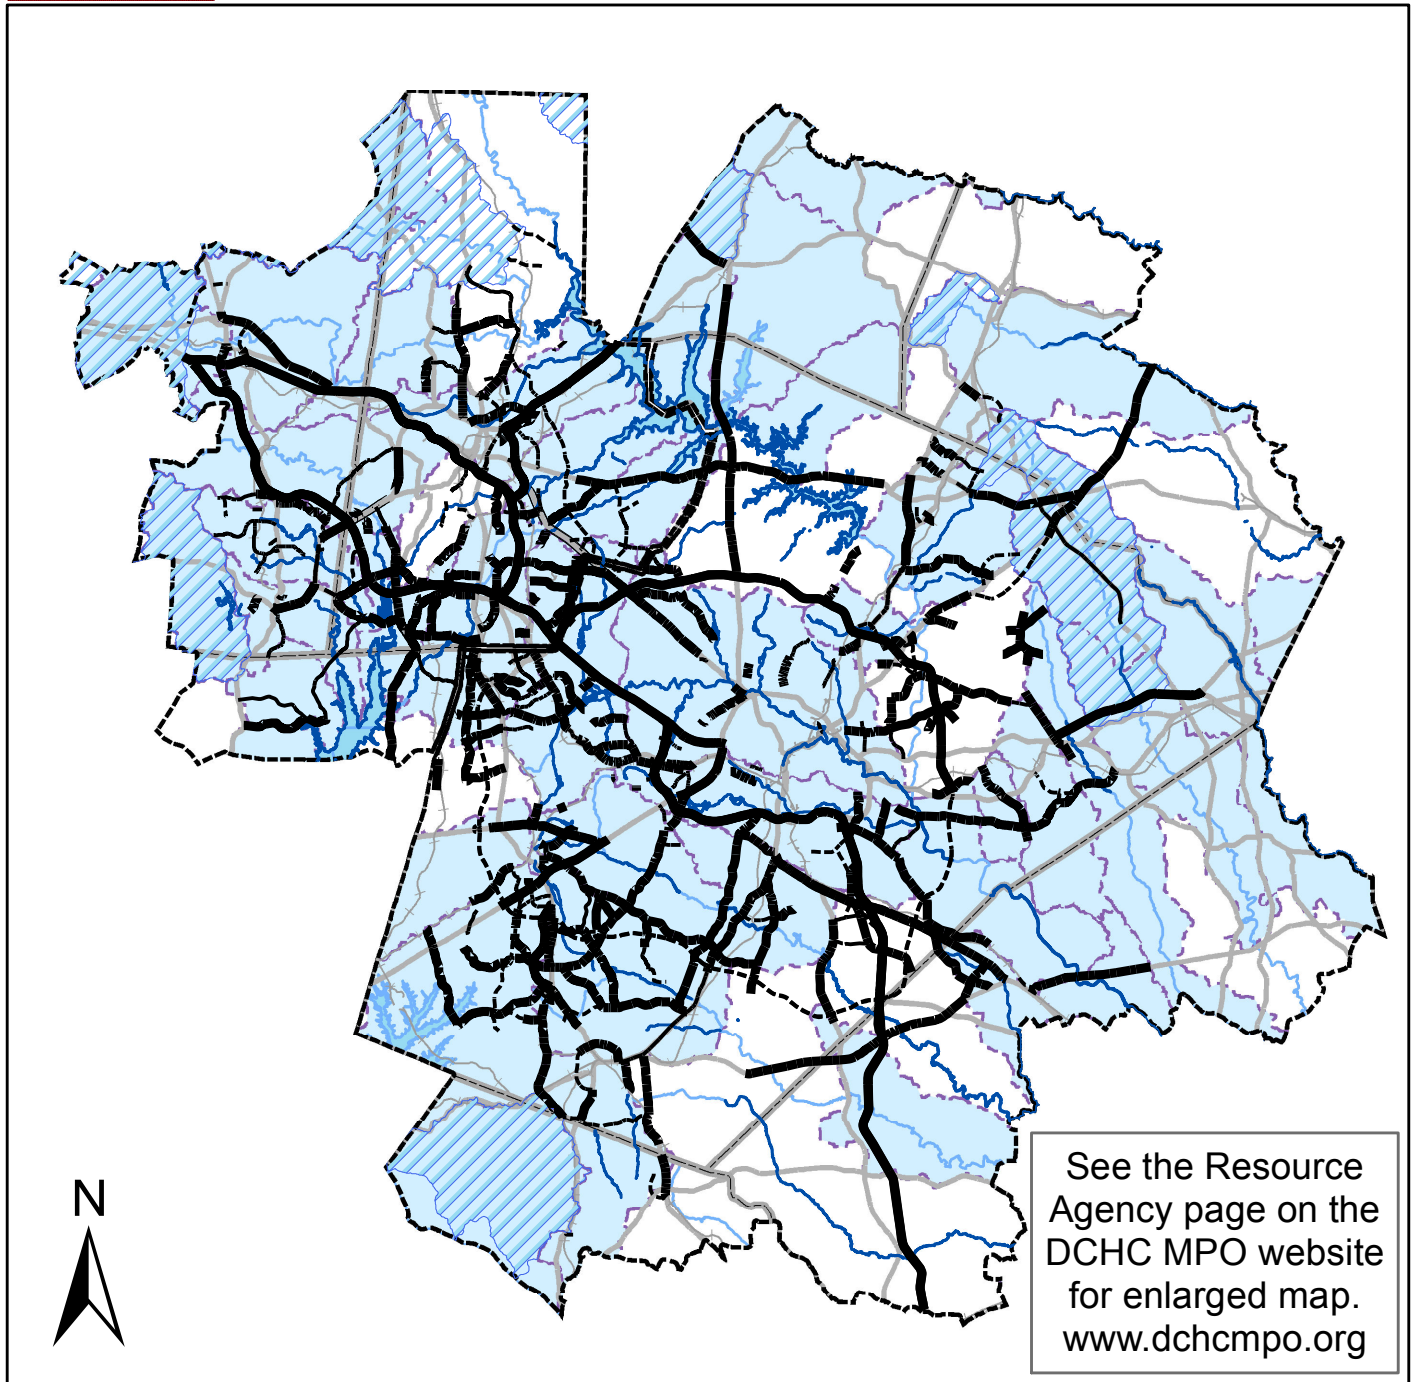 N
See the Resource
Agency page on the
DCHC MPO website
for enlarged map.
www.dchcmpo.org